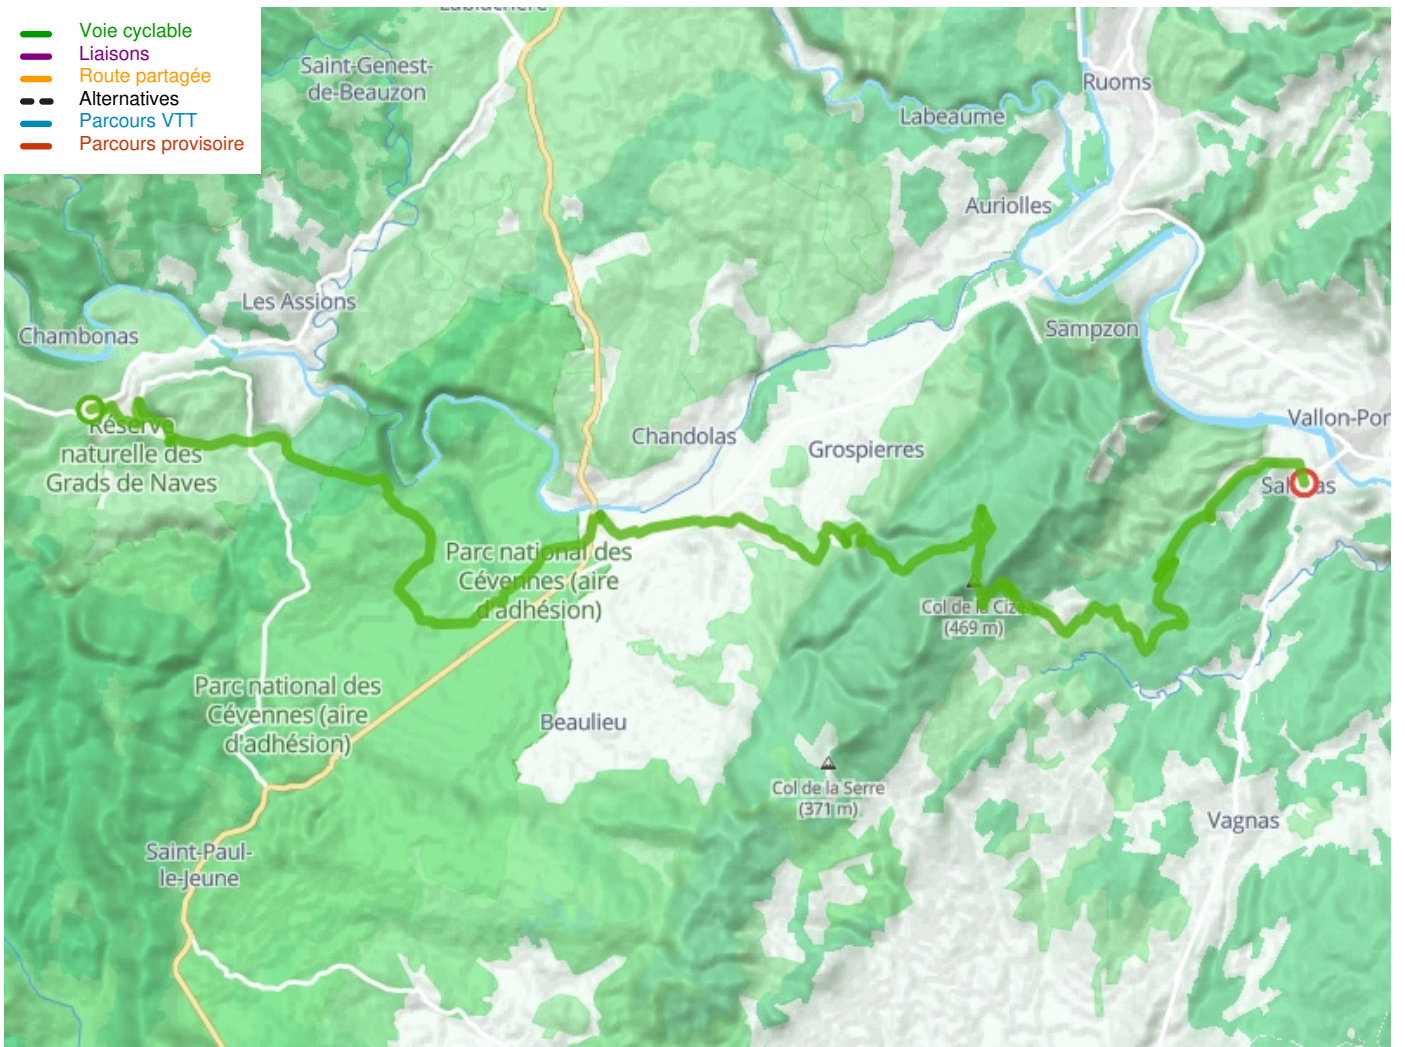 Voie cyclable
Liaisons
Route partagée
Alternatives
Parcours VTT
Parcours provisoire
Saint-Genest-
de-Beauzon
Ruoms
Labeaume
Auriolles
Les Assions
Chambonas
Sampzon
Vallon-Pon
Réserve
naturelle des
Grads de Naves
Chandolas
Grospierres
Parc national des
Cévennes (aire
d'adhésion)
Col de la Cize
(469 m)
Parc national des
Cévennes (aire
d'adhésion)
Beaulieu
Col de la Serre
(371 m)
Vagnas
Saint-Paul-
le-Jeune